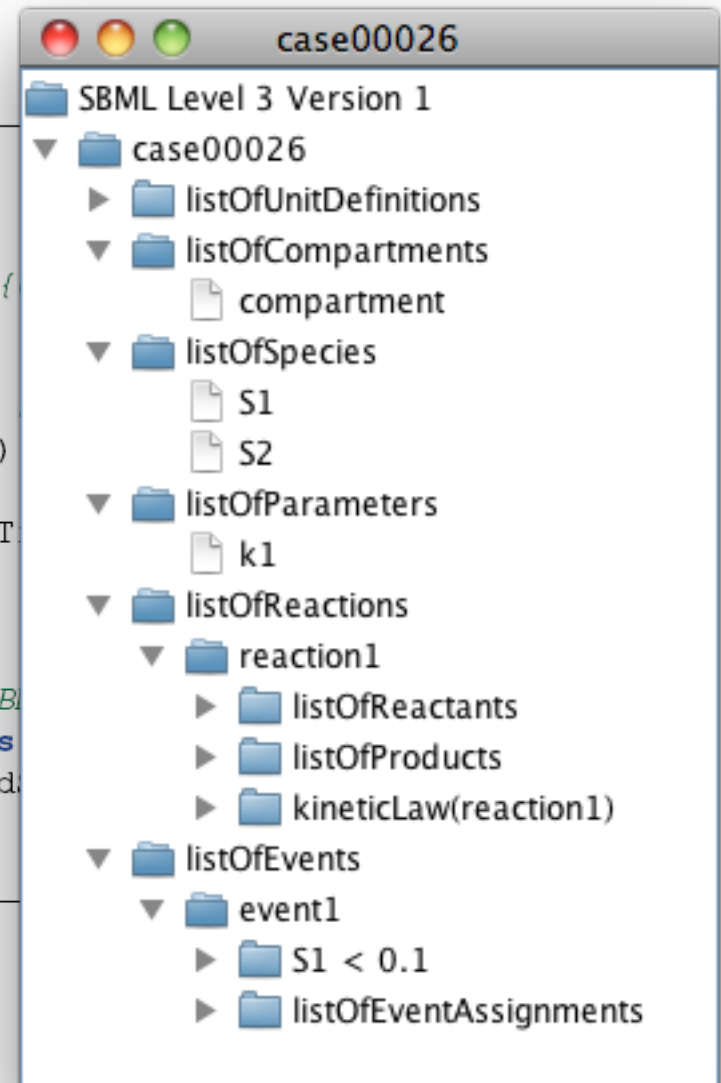 case00026
SBML Level 3 Version 1
case00026
listOfUnitDefinitions
listOfCompartments
compartment
listOfSpecies
S1
S2
listOfParameters
k1
listOfReactions
reaction1
listOfReactants
listOfProducts
kineticLaw(reaction1)
listOfEvents
event1
S1 < 0.1
listOfEventAssignments